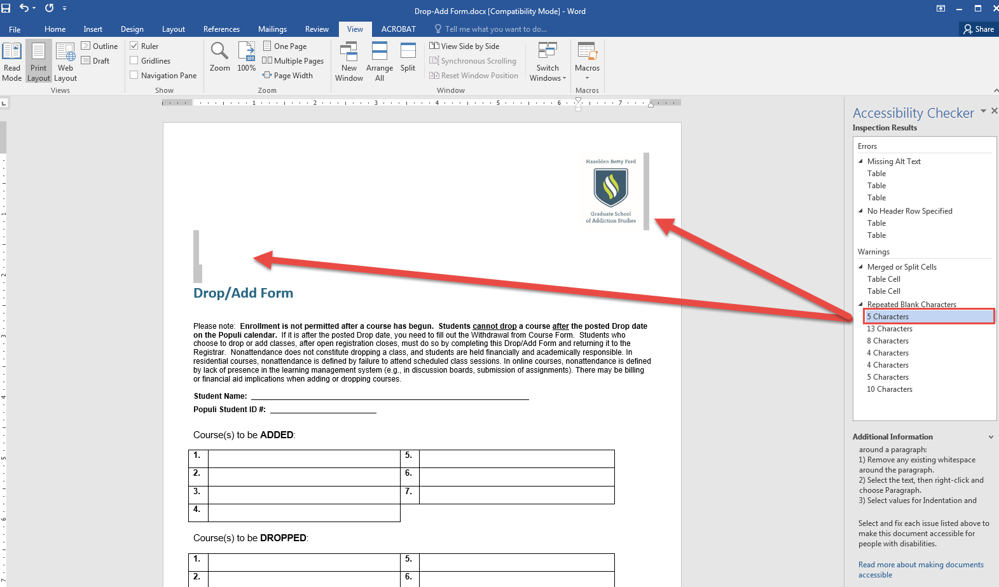 Drop-Add Form.docx [Compatibility Mode] - Word
File Home Insert Design Layout References Mailings Review View ACROBAT Tell me what you want to do... Share
Read Mode
Print Layout
Web Layout
Outline
Draft
Views
Ruler
Gridlines
Navigation Pane
Show
Zoom
100
100%
One Page
Multiple Pages
Page Width
Zoom
New Window
Arrange All
Split
View Side by Side
Synchronous Scrolling
Reset Window Position
Window
Switch Windows
Macros
Macros
1 2 3 4 5 6 7
1
2
3
4
5
6
7
Hazelden Betty Ford
Graduate School
of Addiction Studies
Drop/Add Form
Please note:  Enrollment is not permitted after a course has begun.  Students cannot drop a course after the posted Drop date
on the Populi calendar.  If it is after the posted Drop date, you need to fill out the Withdrawal from Course Form.  Students who
choose to drop or add classes, after open registration closes, must do so by completing this Drop/Add Form and returning it to the
Registrar.  Nonattendance does not constitute dropping a class, and students are held financially and academically responsible. In
residential courses, nonattendance is defined by failure to attend scheduled class sessions. In online courses, nonattendance is defined
by lack of presence in the learning management system (e.g., in discussion boards, submission of assignments). There may be billing
or financial aid implications when adding or dropping courses.
Student Name:
Populi Student ID #:
Course(s) to be ADDED:
1. 5.
2. 6.
3. 7.
4.
Course(s) to be DROPPED:
1. 5.
2. 6.
Accessibility Checker
Inspection Results
Errors
Missing Alt Text
Table
Table
Table
No Header Row Specified
Table
Table
Warnings
Merged or Split Cells
Table Cell
Table Cell
Repeated Blank Characters
5 Characters
13 Characters
8 Characters
4 Characters
4 Characters
5 Characters
10 Characters
Additional Information
around a paragraph:
1) Remove any existing whitespace
around the paragraph.
2) Select the text, then right-click and
choose Paragraph.
3) Select values for Indentation and
Select and fix each issue listed above to
make this document accessible for
people with disabilities.
Read more about making documents
accessible